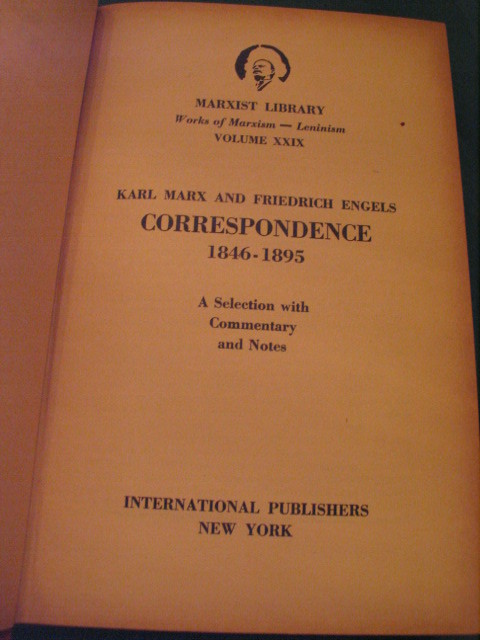 MARXIST LIBRARY
Works of Marxism — Leninism
VOLUME XXIX
KARL MARX AND FRIEDRICH ENGELS
CORRESPONDENCE
1846-1895
A Selection with
Commentary
and Notes
INTERNATIONAL PUBLISHERS
NEW YORK